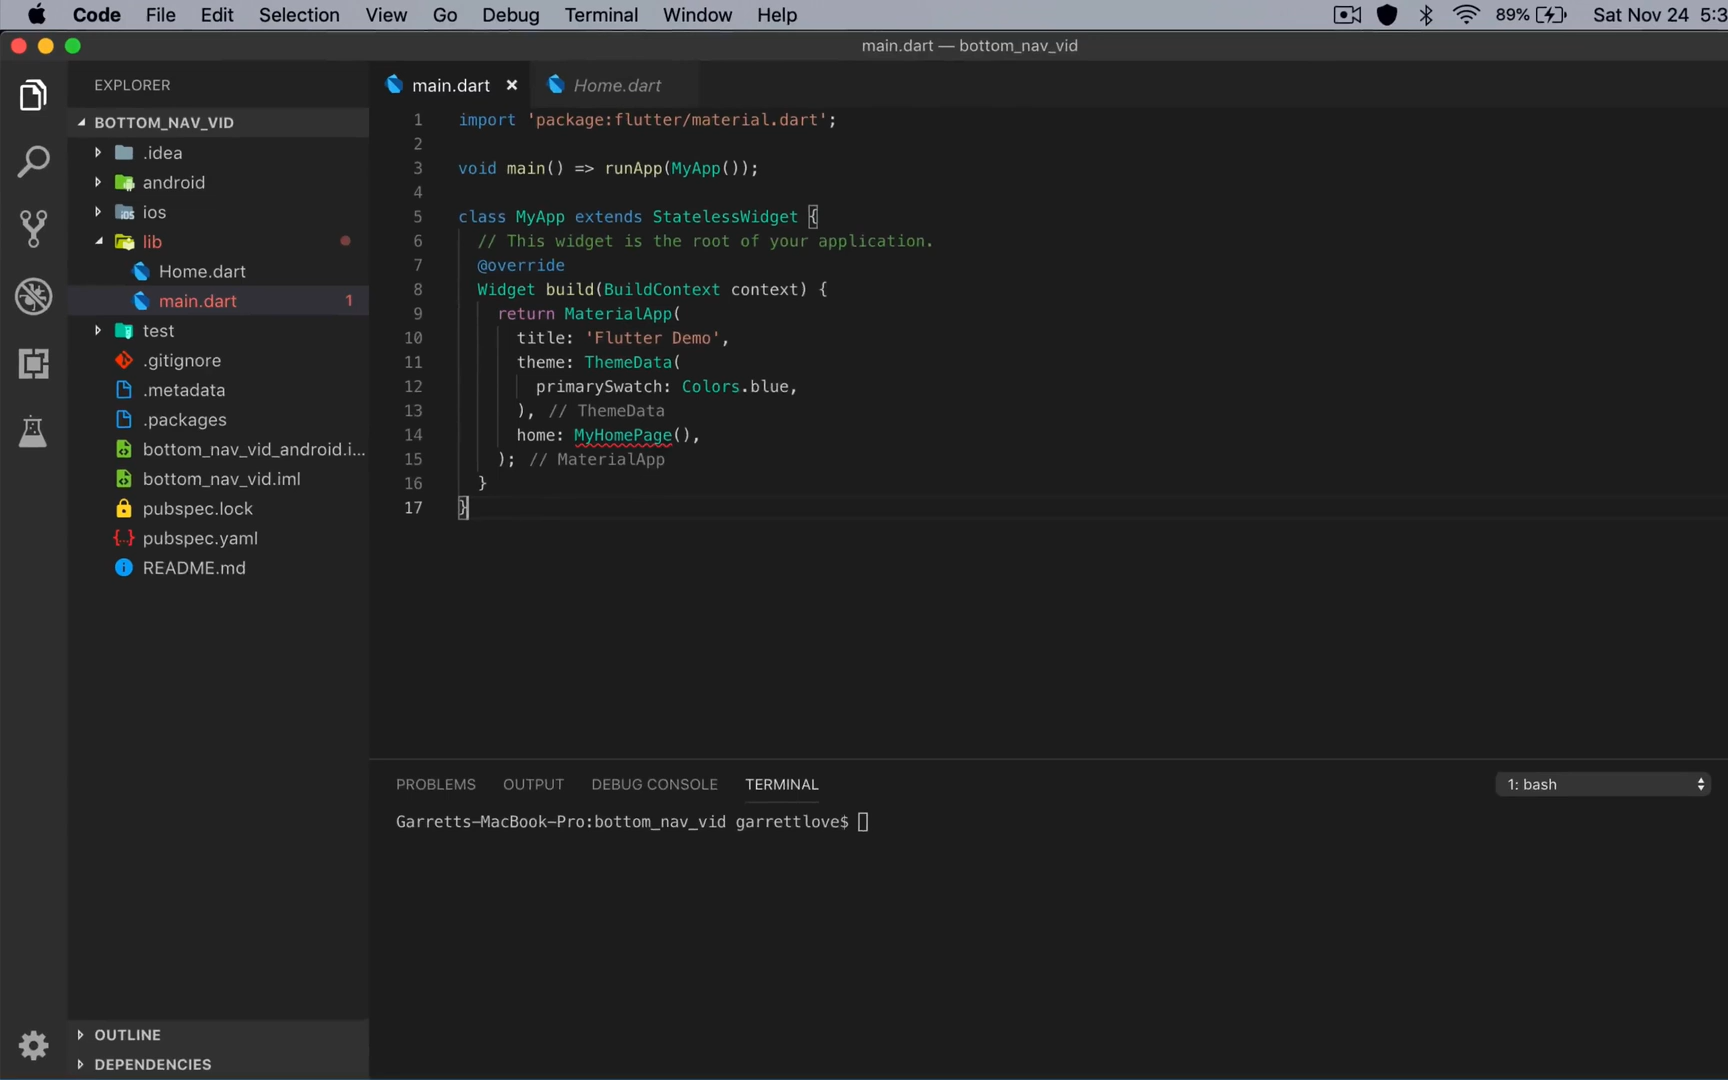 Code File Edit Selection View Go Debug Terminal Window Help 89% Sat Nov 24 5:3
main.dart — bottom_nav_vid
EXPLORER
BOTTOM_NAV_VID
.idea
android
ios
lib
Home.dart
main.dart 1
test
.gitignore
.metadata
.packages
bottom_nav_vid_android.i...
bottom_nav_vid.iml
pubspec.lock
pubspec.yaml
README.md
OUTLINE
DEPENDENCIES
main.dart Home.dart
1 import 'package:flutter/material.dart';
2
3 void main() => runApp(MyApp());
4
5 class MyApp extends StatelessWidget {
6 // This widget is the root of your application.
7 @override
8 Widget build(BuildContext context) {
9 return MaterialApp(
10 title: 'Flutter Demo',
11 theme: ThemeData(
12 primarySwatch: Colors.blue,
13 ), // ThemeData
14 home: MyHomePage(),
15 ); // MaterialApp
16 }
17 }
PROBLEMS OUTPUT DEBUG CONSOLE TERMINAL 1: bash
Garretts-MacBook-Pro:bottom_nav_vid garrettlove$